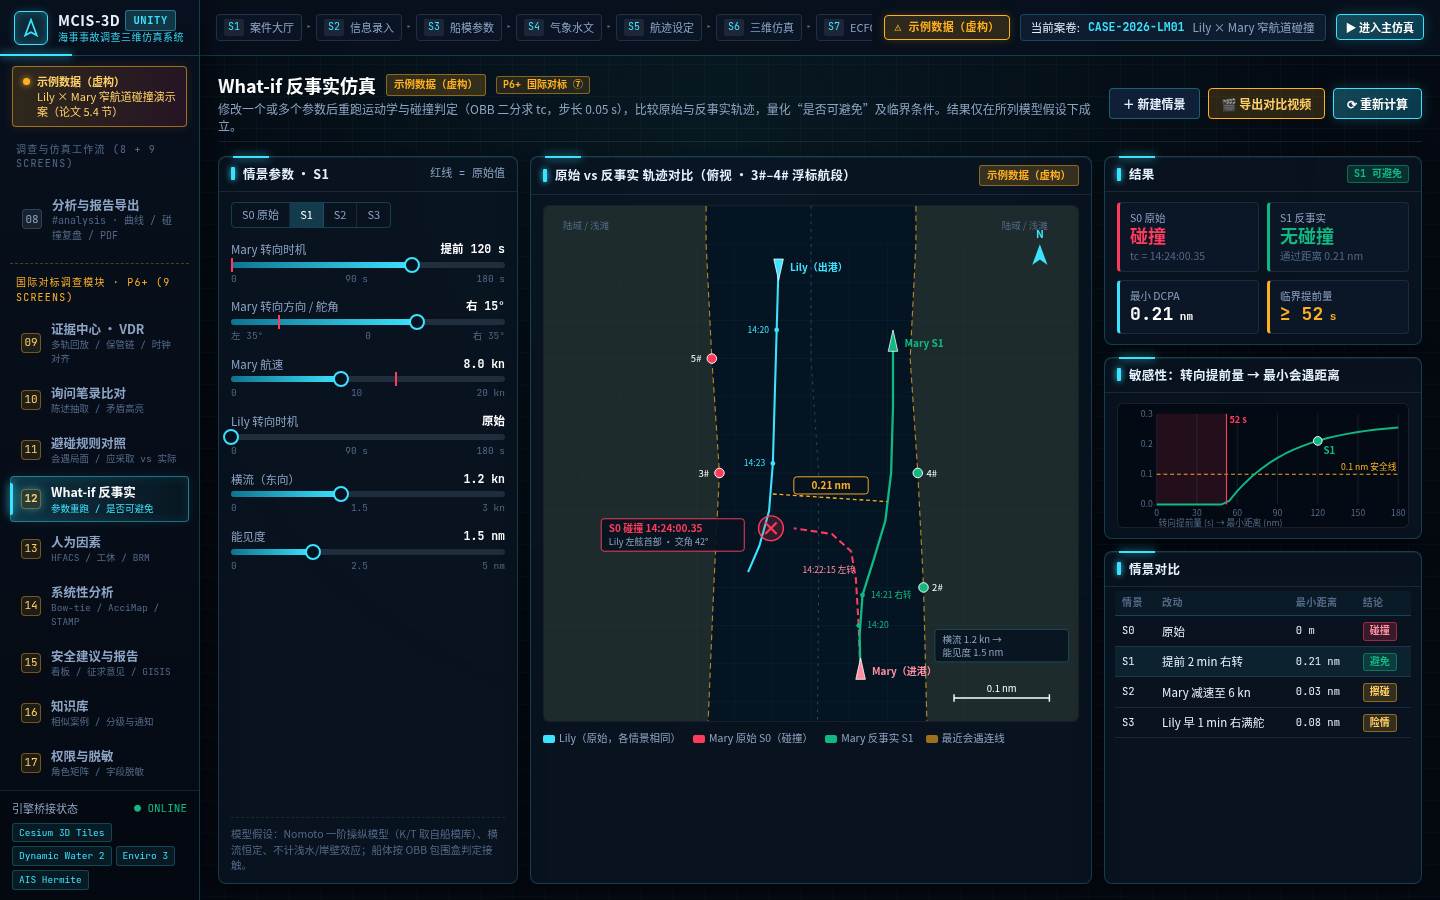 MCIS-3D UNITY
海事事故调查三维仿真系统
S1 案件大厅
S2 信息录入
S3 船模参数
S4 气象水文
S5 航迹设定
S6 三维仿真
S7 ECF
⚠ 示例数据（虚构）
当前案卷: CASE-2026-LM01 Lily × Mary 窄航道碰撞
▶ 进入主仿真
示例数据（虚构）
Lily × Mary 窄航道碰撞演示
案（论文 5.4 节）
调查与仿真工作流 (8 + 9
SCREENS)
08 分析与报告导出
#analysis · 曲线 / 碰
撞复盘 / PDF
国际对标调查模块 · P6+ (9
SCREENS)
09 证据中心 · VDR
多轨回放 / 保管链 / 时钟
对齐
10 询问笔录比对
陈述抽取 / 矛盾高亮
11 避碰规则对照
会遇局面 / 应采取 vs 实际
12 What-if 反事实
参数重跑 / 是否可避免
13 人为因素
HFACS / 工休 / BRM
14 系统性分析
Bow-tie / AcciMap /
STAMP
15 安全建议与报告
看板 / 征求意见 / GISIS
16 知识库
相似案例 / 分级与通知
17 权限与脱敏
角色矩阵 / 字段脱敏
引擎桥接状态 ONLINE
Cesium 3D Tiles
Dynamic Water 2 Enviro 3
AIS Hermite
What-if 反事实仿真 示例数据（虚构） P6+ 国际对标 ⑦
修改一个或多个参数后重跑运动学与碰撞判定（OBB 二分求 tc，步长 0.05 s），比较原始与反事实轨迹，量化“是否可避免”及临界条件。结果仅在所列模型假设下成
立。
＋ 新建情景
🎬 导出对比视频
⟳ 重新计算
情景参数 · S1 红线 = 原始值
S0 原始 S1 S2 S3
Mary 转向时机 提前 120 s
0 90 s 180 s
Mary 转向方向 / 舵角 右 15°
左 35° 0 右 35°
Mary 航速 8.0 kn
0 10 20 kn
Lily 转向时机 原始
0 90 s 180 s
横流（东向） 1.2 kn
0 1.5 3 kn
能见度 1.5 nm
0 2.5 5 nm
模型假设：Nomoto 一阶操纵模型（K/T 取自船模库）、横
流恒定、不计浅水/岸壁效应；船体按 OBB 包围盒判定接
触。
原始 vs 反事实 轨迹对比（俯视 · 3#–4# 浮标航段） 示例数据（虚构）
陆域 / 浅滩
陆域 / 浅滩
N
Lily（出港）
14:20
Mary S1
5#
14:23
3#
4#
0.21 nm
S0 碰撞 14:24:00.35
Lily 左舷首部 · 交角 42°
14:22:15 左转
14:21 右转
2#
14:20
横流 1.2 kn →
能见度 1.5 nm
Mary（进港）
0.1 nm
Lily（原始，各情景相同）
Mary 原始 S0（碰撞）
Mary 反事实 S1
最近会遇连线
结果 S1 可避免
S0 原始
碰撞
tc = 14:24:00.35
S1 反事实
无碰撞
通过距离 0.21 nm
最小 DCPA
0.21 nm
临界提前量
≥ 52 s
敏感性：转向提前量 → 最小会遇距离
0.3
0.2
0.1
0.0
52 s
S1
0.1 nm 安全线
0 30 60 90 120 150 180
转向提前量 (s) → 最小距离 (nm)
情景对比
情景 改动 最小距离 结论
S0 原始 0 m 碰撞
S1 提前 2 min 右转 0.21 nm 避免
S2 Mary 减速至 6 kn 0.03 nm 擦碰
S3 Lily 早 1 min 右满舵 0.08 nm 险情